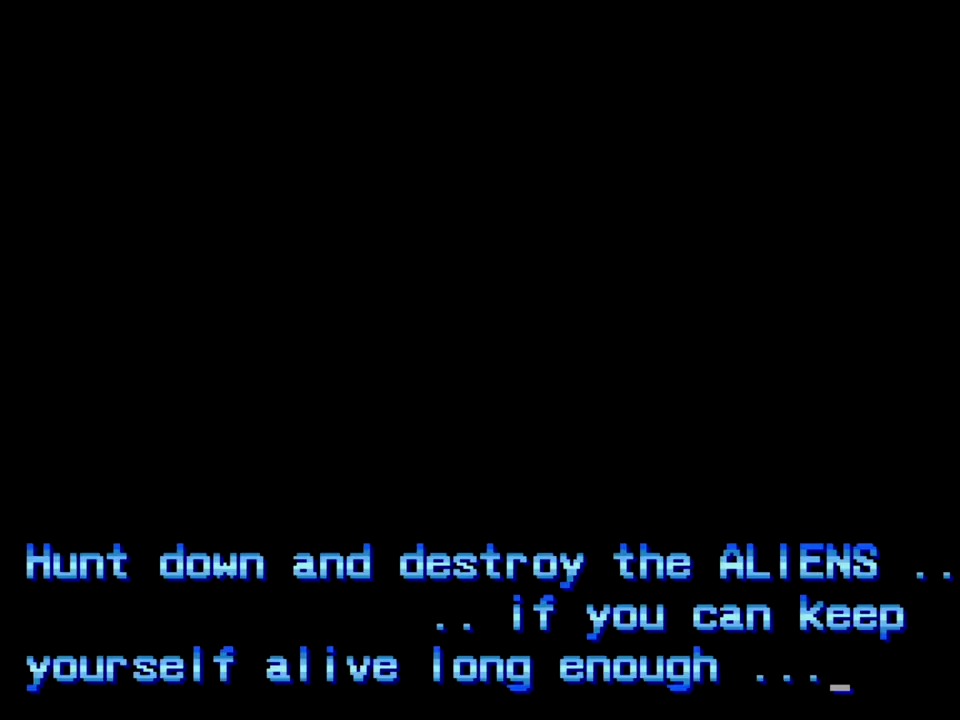 Hunt down and destroy the ALIENS ..
.. if you can keep
yourself alive long enough ..._